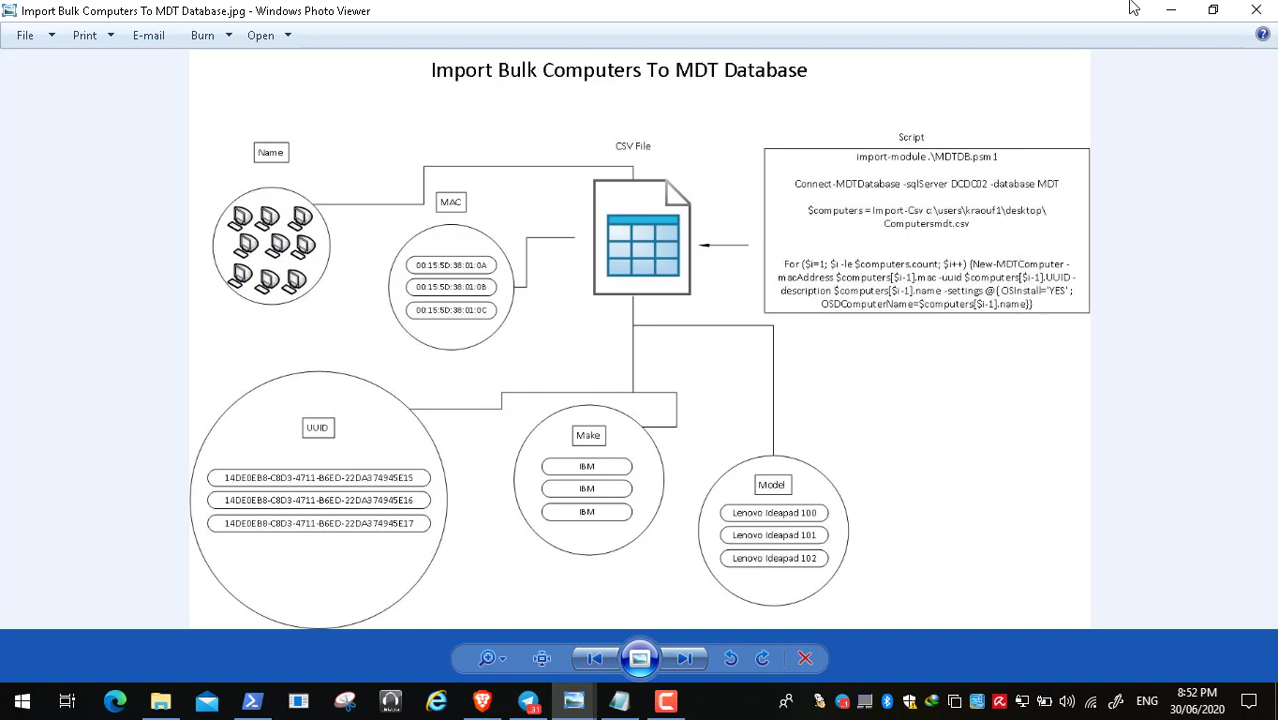 Import Bulk Computers To MDT Database.jpg - Windows Photo Viewer
File Print E-mail Burn Open
Import Bulk Computers To MDT Database
Name
MAC
00:15:5D:38:01:0A
00:15:5D:38:01:0B
00:15:5D:38:01:0C
CSV File
Script
import-module .\MDTDB.psm1
Connect-MDTDatabase -sqlServer DCDC02 -database MDT
$computers = Import-Csv c:\users\kraouf1\desktop\
Computersmdt.csv
For ($i=1; $i -le $computers.count; $i++) {New-MDTComputer -
macAddress $computers[$i-1].mac -uuid $computers[$i-1].UUID -
description $computers[$i-1].name -settings @{ OSInstall='YES' ;
OSDComputerName=$computers[$i-1].name}}
UUID
14DE0EB8-C8D3-4711-B6ED-22DA374945E15
14DE0EB8-C8D3-4711-B6ED-22DA374945E16
14DE0EB8-C8D3-4711-B6ED-22DA374945E17
Make
IBM
IBM
IBM
Model
Lenovo Ideapad 100
Lenovo Ideapad 101
Lenovo Ideapad 102
31
ENG
8:52 PM
30/06/2020